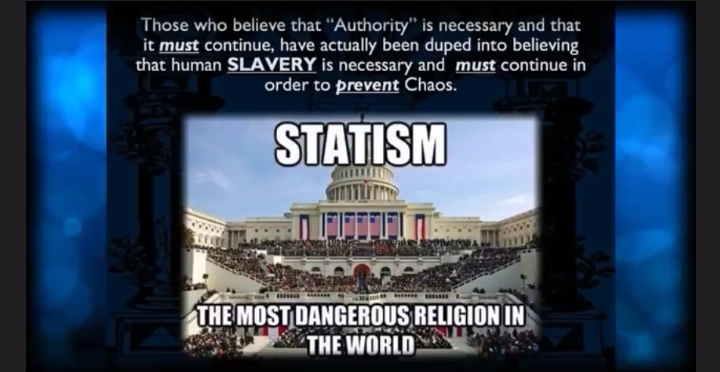 Those who believe that “Authority” is necessary and that
it must continue, have actually been duped into believing
that human SLAVERY is necessary and must continue in
order to prevent Chaos.
STATISM
THE MOST DANGEROUS RELIGION IN
THE WORLD